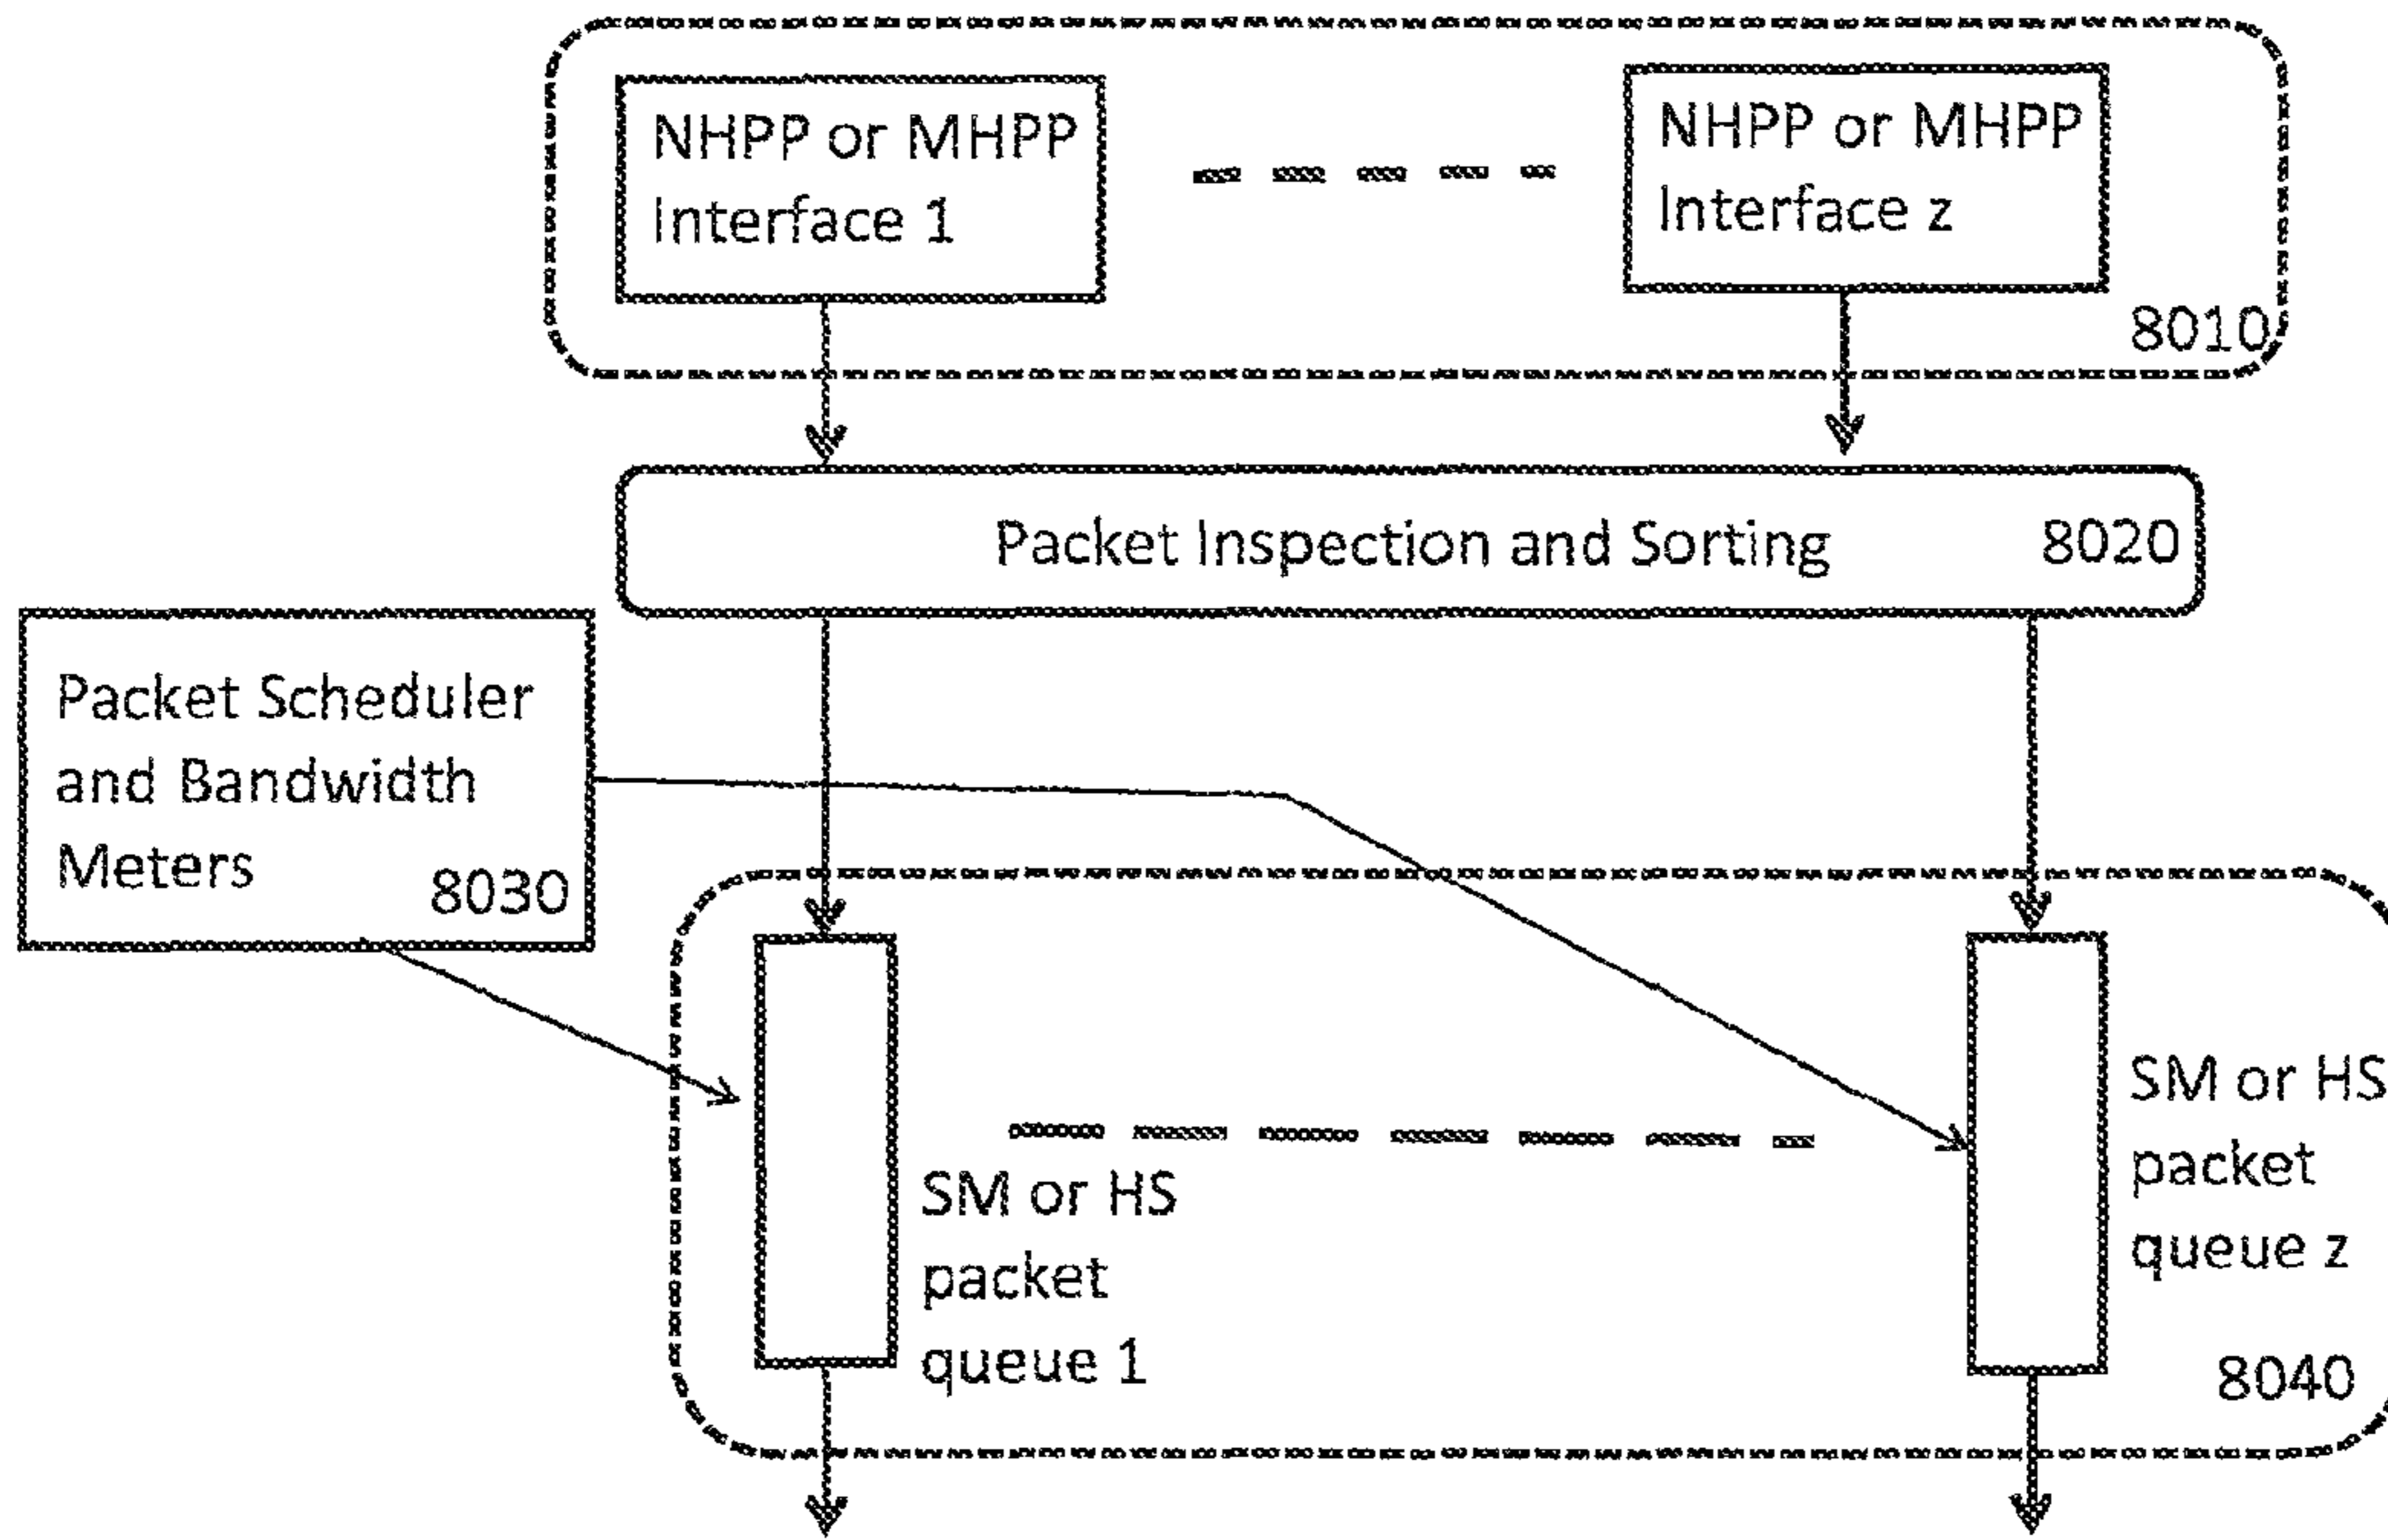 NHPP or MHPP
Interface 1
NHPP or MHPP
Interface z
8010
Packet Inspection and Sorting
8020
Packet Scheduler
and Bandwidth
Meters
8030
SM or HS
packet
queue 1
SM or HS
packet
queue z
8040